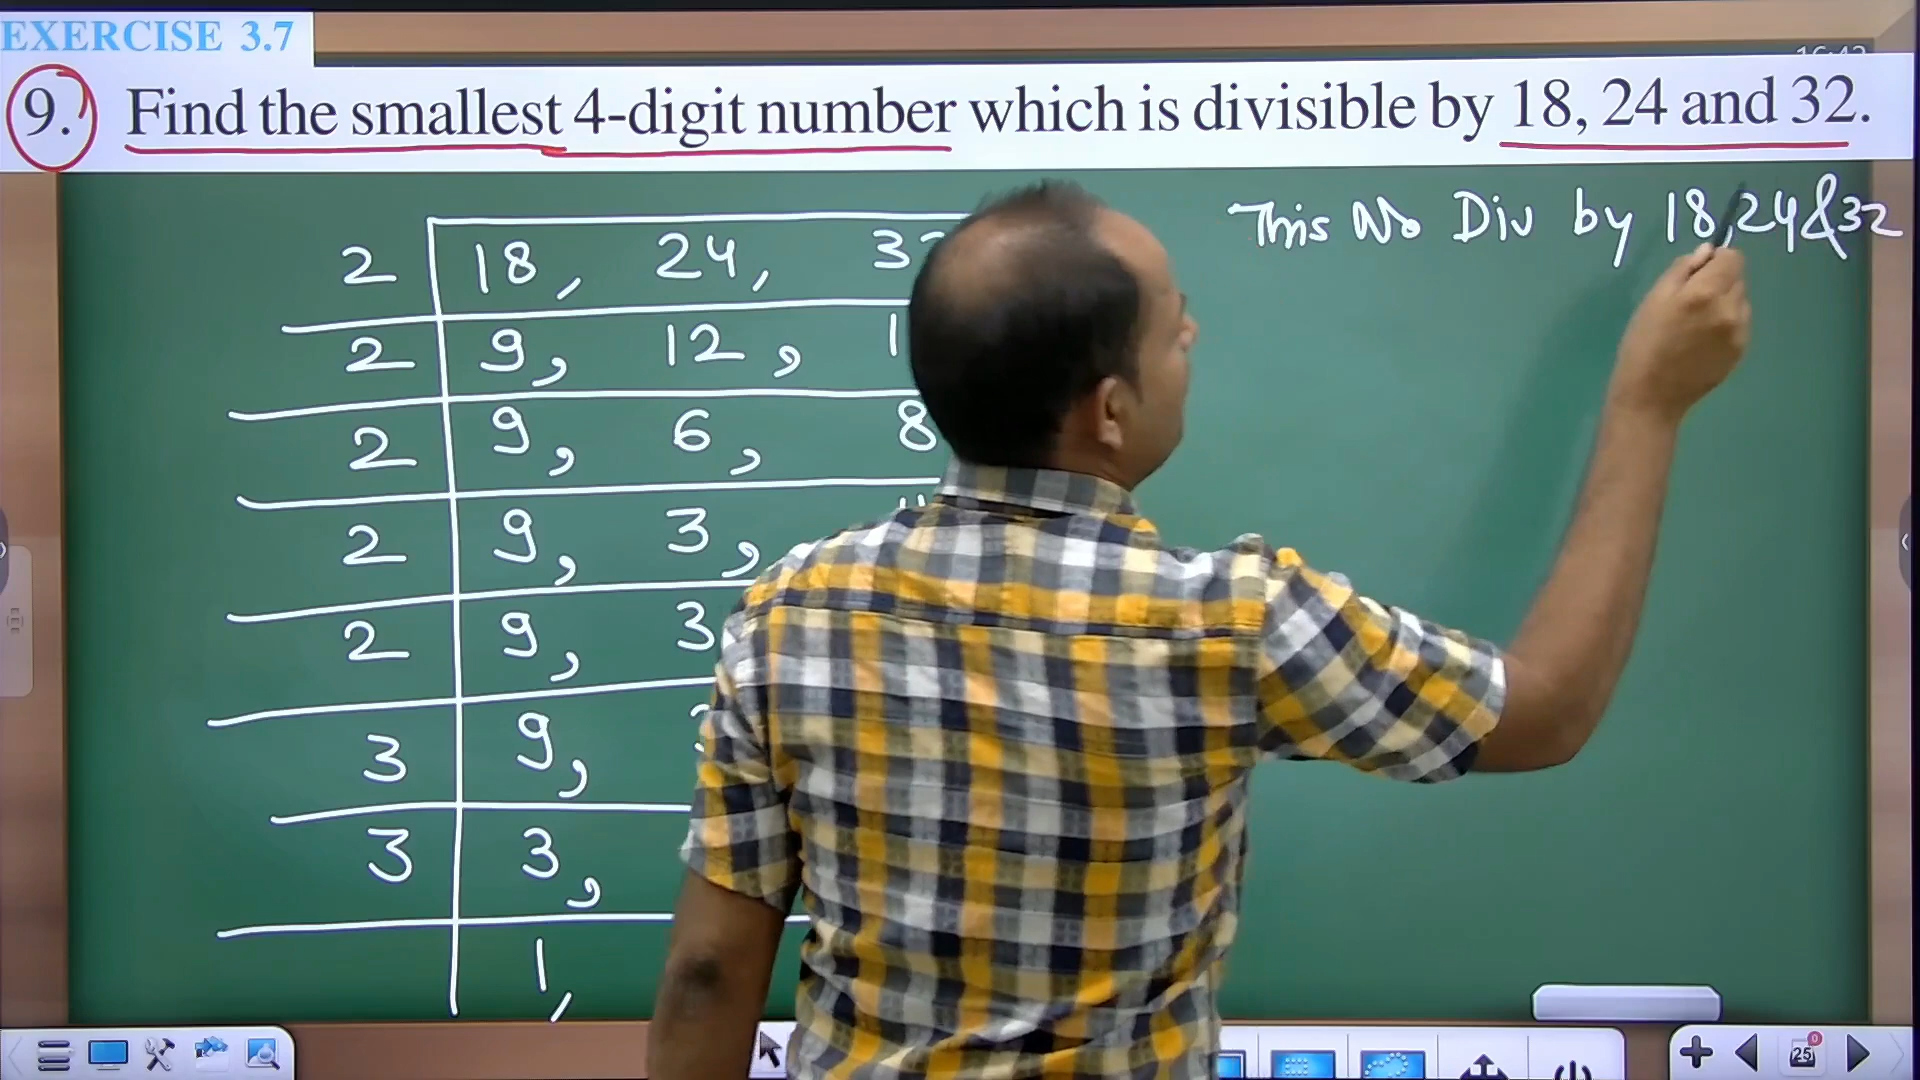 EXERCISE 3.7
9. Find the smallest 4-digit number which is divisible by 18, 24 and 32.
This No Div by 18,24&32
2 18, 24, 3
2 9, 12, 1
2 9, 6, 8
2 9, 3,
2 9, 3
3 9,
3 3,
1,
25
0